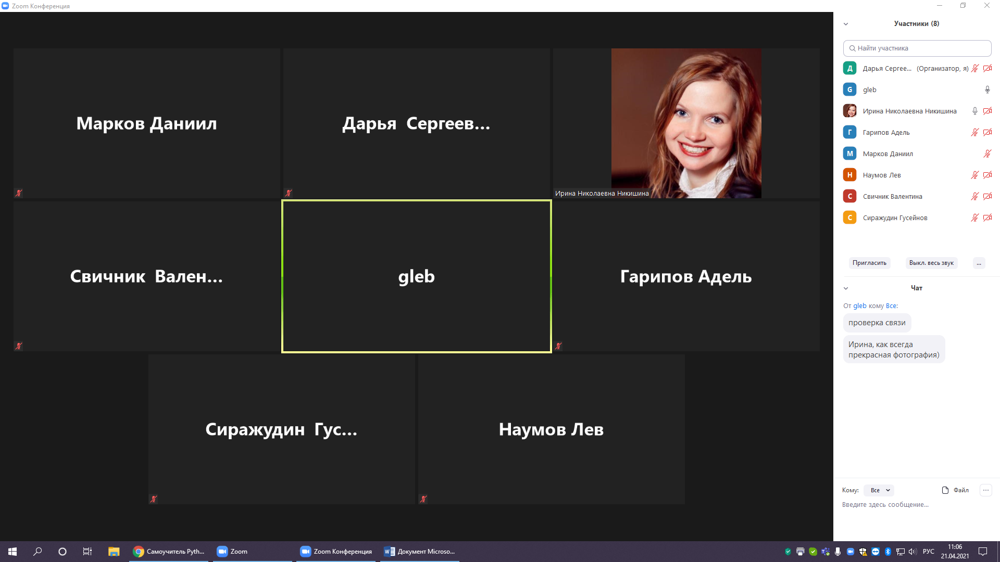 Zoom Конференция
Марков Даниил
Дарья Сергеев...
Ирина Николаевна Никишина
Свичник Вален...
gleb
Гарипов Адель
Сиражудин Гус...
Наумов Лев
Участники (8)
Найти участника
Д Дарья Сергее... (Организатор, я)
G gleb
Ирина Николаевна Никишина
Г Гарипов Адель
М Марков Даниил
Н Наумов Лев
С Свичник Валентина
С Сиражудин Гусейнов
Пригласить Выкл. весь звук ...
Чат
От gleb кому Все:
проверка связи
Ирина, как всегда
прекрасная фотография)
Кому: Все Файл ...
Введите здесь сообщение...
Самоучитель Pyth... Zoom Zoom Конференция Документ Microso... РУС 11:06
21.04.2021